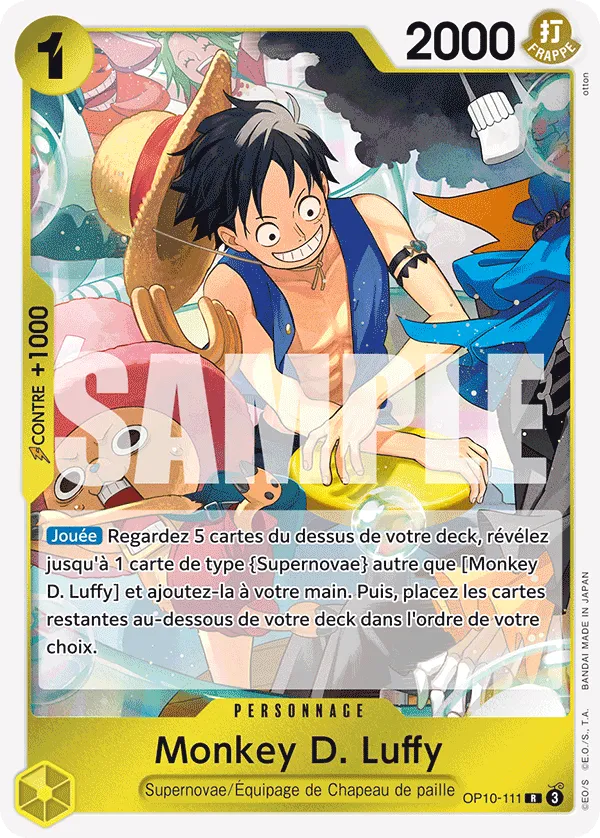 1
2000
打
FRAPPE
otton
CONTRE +1000
SAMPLE
Jouée Regardez 5 cartes du dessus de votre deck, révélez
jusqu'à 1 carte de type {Supernovae} autre que [Monkey
D. Luffy] et ajoutez-la à votre main. Puis, placez les cartes
restantes au-dessous de votre deck dans l'ordre de votre
choix.
PERSONNAGE
Monkey D. Luffy
Supernovae/Équipage de Chapeau de paille
OP10-111 R 3
©EO/S ©E.O./S., T.A. BANDAI MADE IN JAPAN